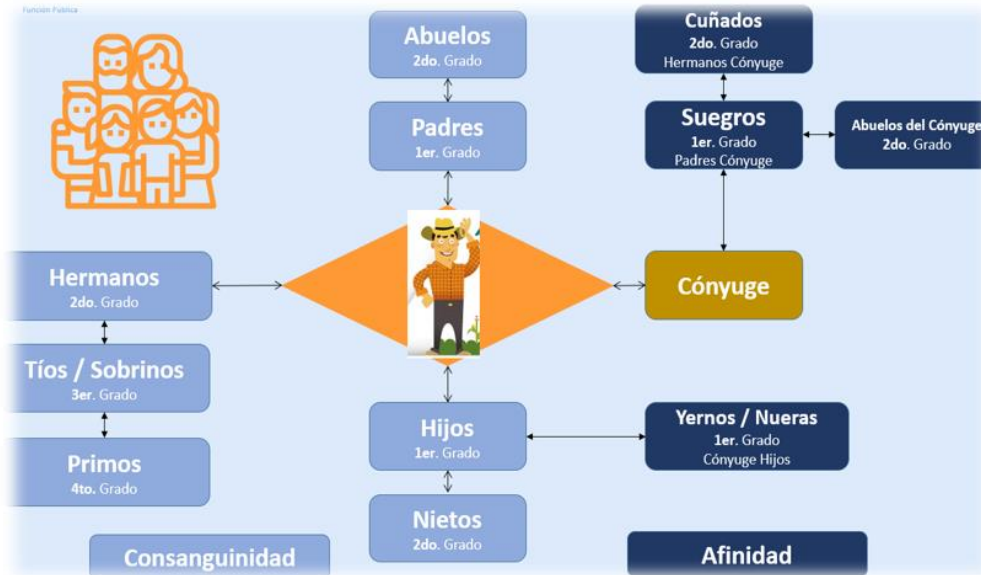 Función Pública
Abuelos
2do. Grado
Padres
1er. Grado
Cuñados
2do. Grado
Hermanos Cónyuge
Suegros
1er. Grado
Padres Cónyuge
Abuelos del Cónyuge
2do. Grado
Hermanos
2do. Grado
Cónyuge
Tíos / Sobrinos
3er. Grado
Primos
4to. Grado
Hijos
1er. Grado
Yernos / Nueras
1er. Grado
Cónyuge Hijos
Nietos
2do. Grado
Consanguinidad
Afinidad